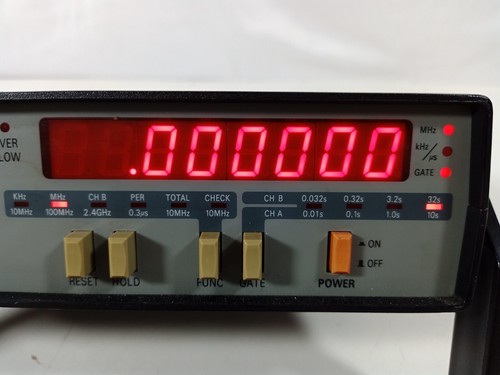 .000000
MHz
kHz/µs
GATE
VER
LOW
KHz MHz CH B PER TOTAL CHECK CH B 0.032s 0.32s 3.2s 32s
10MHz 100MHz 2.4GHz 0.3µs 10MHz 10MHz CH A 0.01s 0.1s 1.0s 10s
ON
OFF
RESET HOLD FUNC GATE POWER